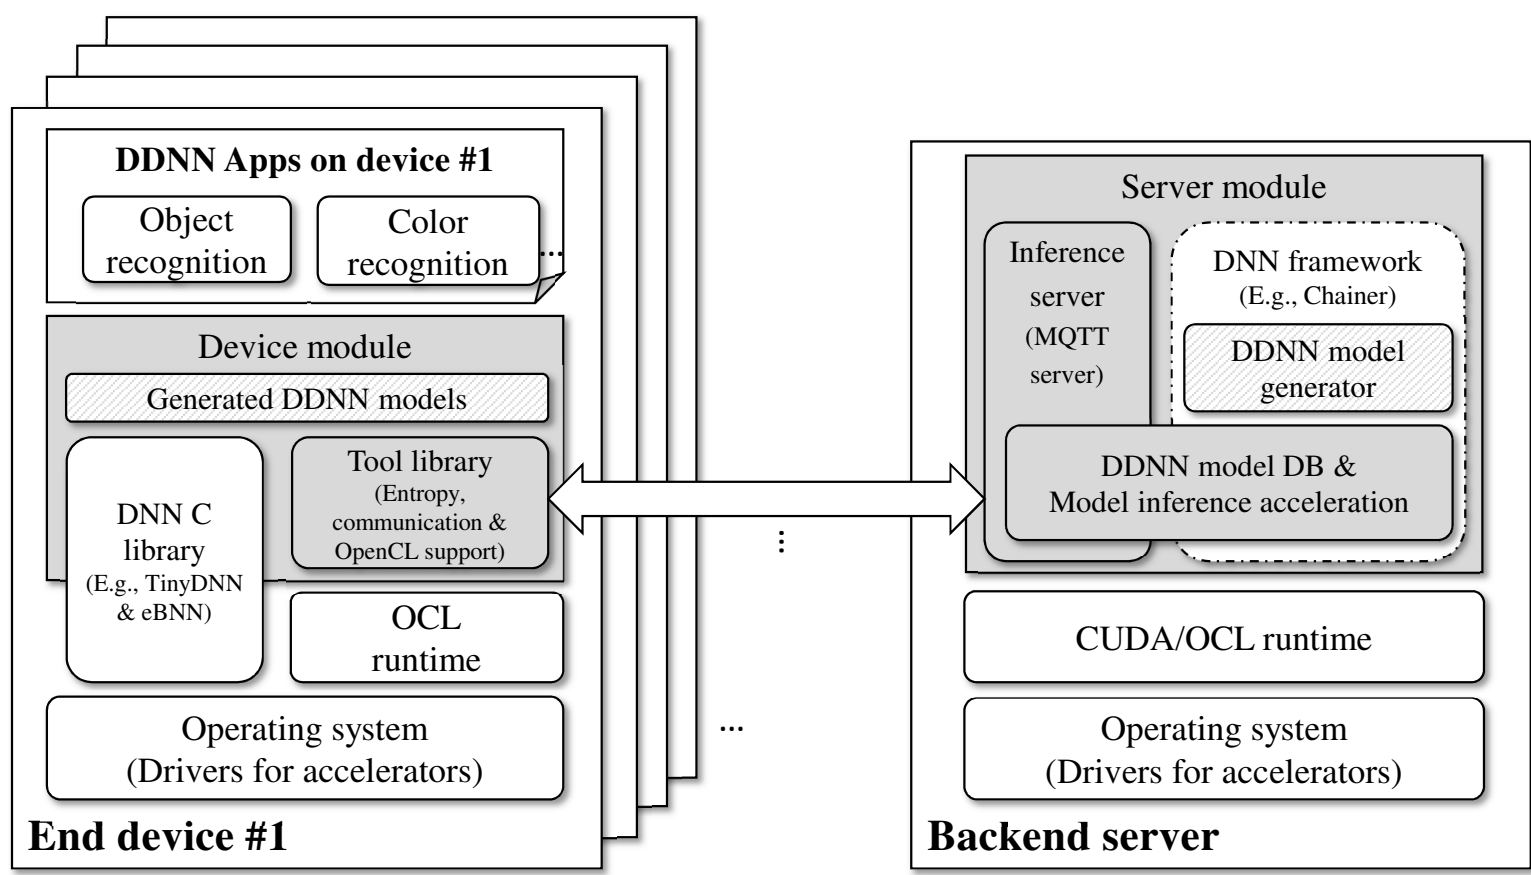 DDNN Apps on device #1
Object
recognition
Color
recognition
...
Device module
Generated DDNN models
DNN C
library
(E.g., TinyDNN
& eBNN)
Tool library
(Entropy,
communication &
OpenCL support)
OCL
runtime
Operating system
(Drivers for accelerators)
End device #1
...
...
Server module
Inference
server
(MQTT
server)
DNN framework
(E.g., Chainer)
DDNN model
generator
DDNN model DB &
Model inference acceleration
CUDA/OCL runtime
Operating system
(Drivers for accelerators)
Backend server